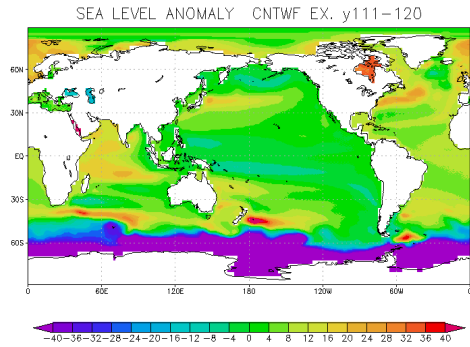 SEA LEVEL ANOMALY CNTWF EX. y111-120
60N
30N
EQ
30S
60S
0 60E 120E 180 120W 60W 0
-40 -36 -32 -28 -24 -20 -16 -12 -8 -4 0 4 8 12 16 20 24 28 32 36 40